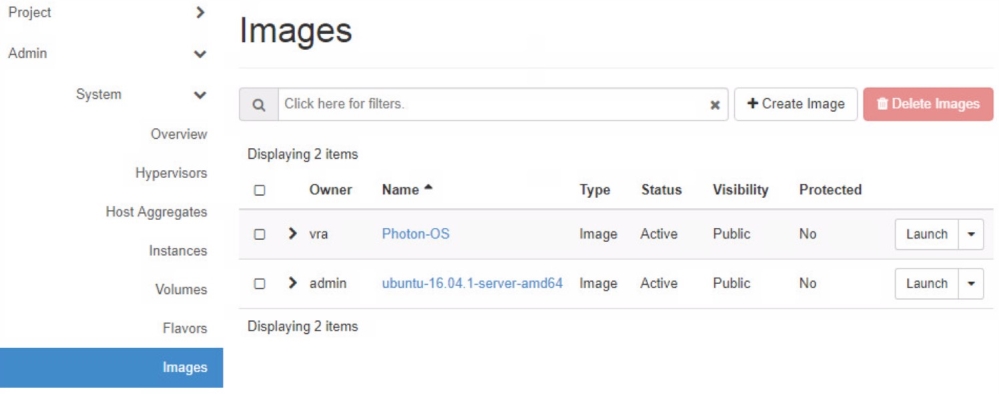 Project
Admin
System
Overview
Hypervisors
Host Aggregates
Instances
Volumes
Flavors
Images
Images
Click here for filters.
Create Image
Delete Images
Displaying 2 items
Owner Name Type Status Visibility Protected
vra Photon-OS Image Active Public No Launch
admin ubuntu-16.04.1-server-amd64 Image Active Public No Launch
Displaying 2 items